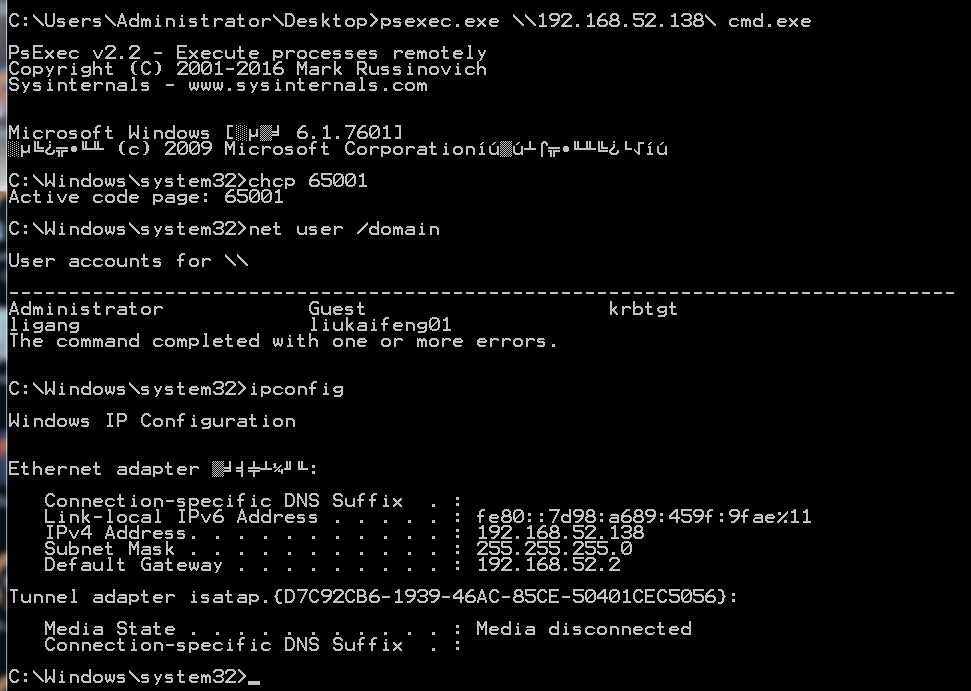 C:\Users\Administrator\Desktop>psexec.exe \\192.168.52.138\ cmd.exe
PsExec v2.2 - Execute processes remotely
Copyright (C) 2001-2016 Mark Russinovich
Sysinternals - www.sysinternals.com
Microsoft Windows [░µ▒╛ 6.1.7601]
(c) 2009 Microsoft Corporation
C:\Windows\system32>chcp 65001
Active code page: 65001
C:\Windows\system32>net user /domain
User accounts for \\
-------------------------------------------------------------------------------
Administrator Guest krbtgt
ligang liukaifeng01
The command completed with one or more errors.
C:\Windows\system32>ipconfig
Windows IP Configuration
Ethernet adapter
Connection-specific DNS Suffix . :
Link-local IPv6 Address . . . . . : fe80::7d98:a689:459f:9fae%11
IPv4 Address. . . . . . . . . . . : 192.168.52.138
Subnet Mask . . . . . . . . . . . : 255.255.255.0
Default Gateway . . . . . . . . . : 192.168.52.2
Tunnel adapter isatap.{D7C92CB6-1939-46AC-85CE-50401CEC5056}:
Media State . . . . . . . . . . . : Media disconnected
Connection-specific DNS Suffix . :
C:\Windows\system32>_